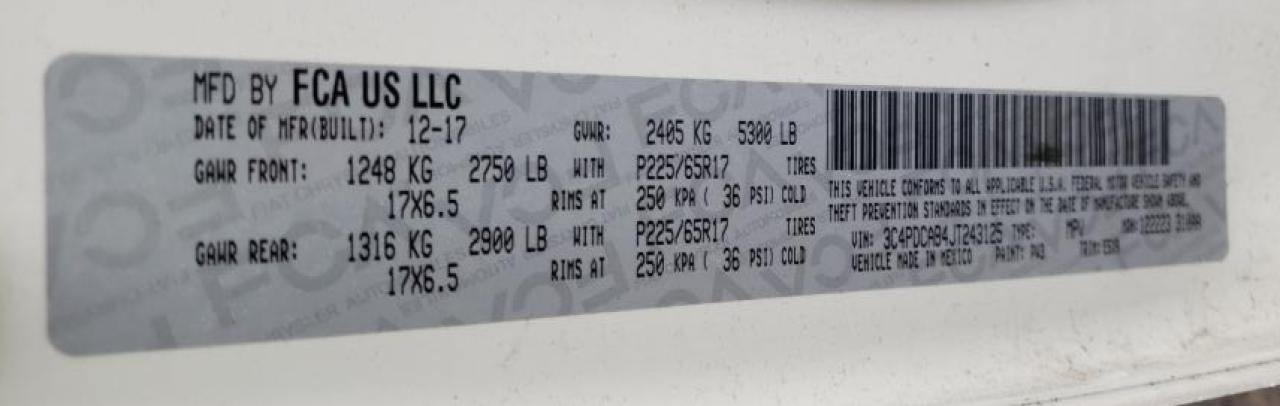 MFD BY FCA US LLC
DATE OF MFR(BUILT): 12-17 GVWR: 2405 KG 5300 LB
GAWR FRONT: 1248 KG 2750 LB WITH P225/65R17 TIRES
17X6.5 RIMS AT 250 KPA ( 36 PSI) COLD
GAWR REAR: 1316 KG 2900 LB WITH P225/65R17 TIRES
17X6.5 RIMS AT 250 KPA ( 36 PSI) COLD
THIS VEHICLE CONFORMS TO ALL APPLICABLE U.S.A. FEDERAL MOTOR VEHICLE SAFETY AND
THEFT PREVENTION STANDARDS IN EFFECT ON THE DATE OF MANUFACTURE SHOWN ABOVE.
VIN: 3C4PDCAB4JT243125 TYPE: MPV MDH: 122223
VEHICLE MADE IN MEXICO PAINT: PW3 TRIM: